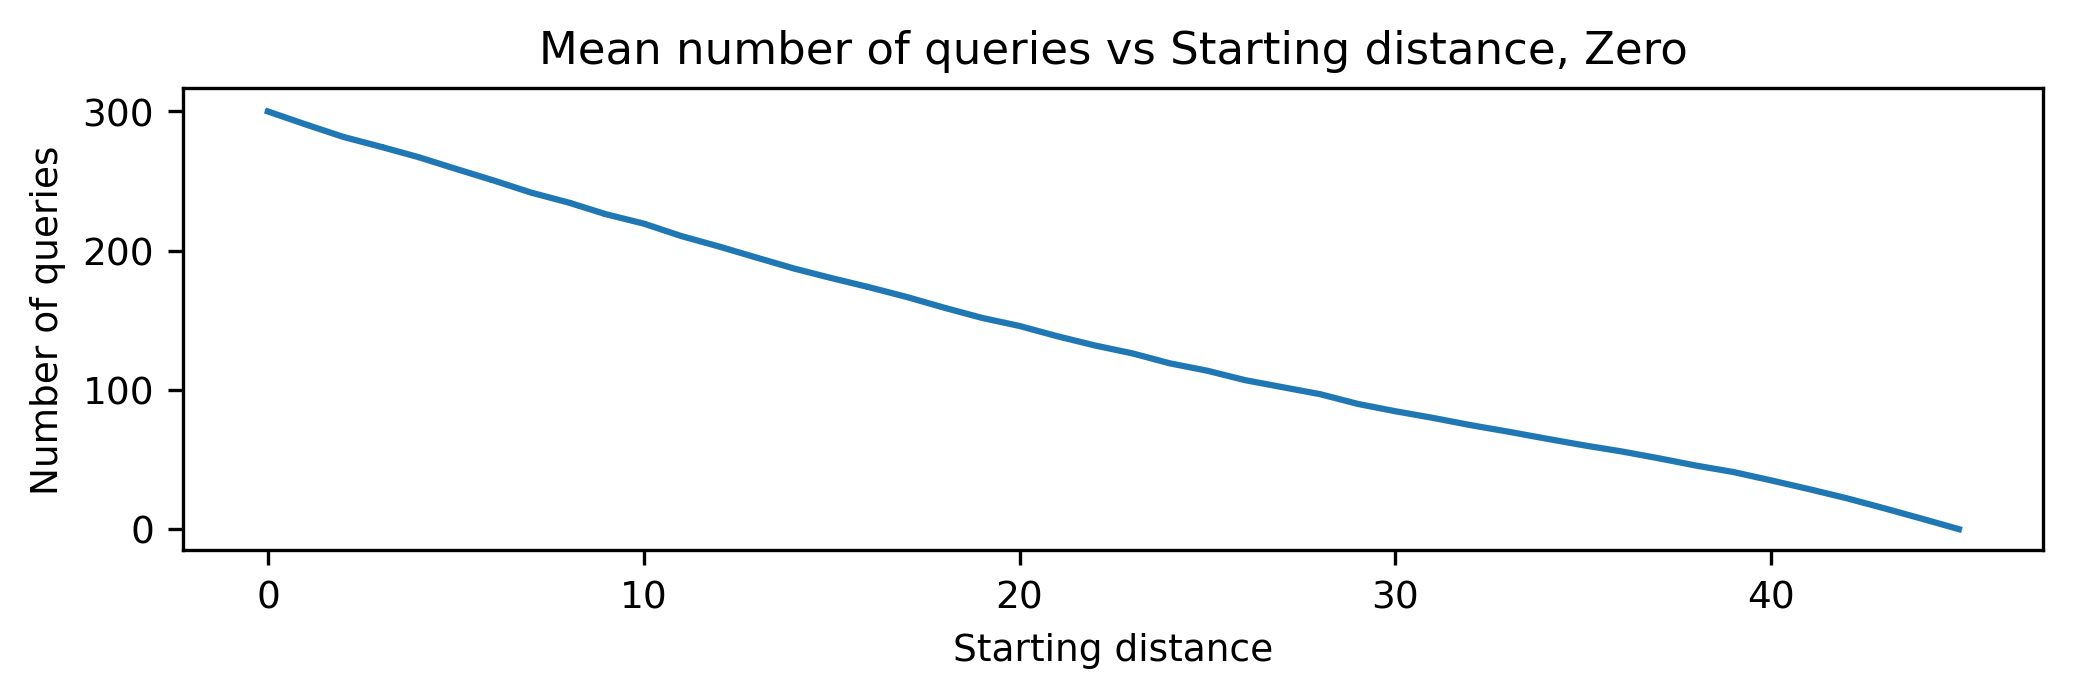 Mean number of queries vs Starting distance, Zero
Number of queries
300
200
100
0
0 10 20 30 40
Starting distance